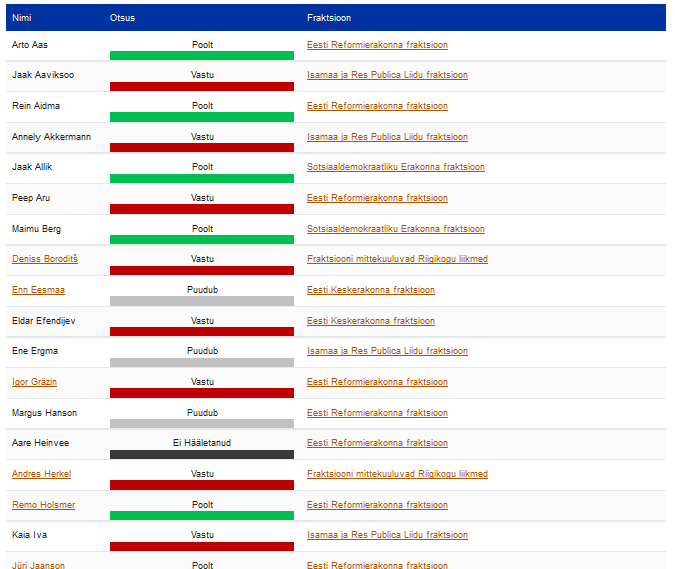 Nimi Otsus Fraktsioon
Arto Aas Poolt Eesti Reformierakonna fraktsioon
Jaak Aaviksoo Vastu Isamaa ja Res Publica Liidu fraktsioon
Rein Aidma Poolt Eesti Reformierakonna fraktsioon
Annely Akkermann Vastu Isamaa ja Res Publica Liidu fraktsioon
Jaak Allik Poolt Sotsiaaldemokraatliku Erakonna fraktsioon
Peep Aru Vastu Eesti Reformierakonna fraktsioon
Maimu Berg Poolt Sotsiaaldemokraatliku Erakonna fraktsioon
Deniss Boroditš Vastu Fraktsiooni mittekuuluvad Riigikogu liikmed
Enn Eesmaa Puudub Eesti Keskerakonna fraktsioon
Eldar Efendijev Vastu Eesti Keskerakonna fraktsioon
Ene Ergma Puudub Isamaa ja Res Publica Liidu fraktsioon
Igor Gräzin Vastu Eesti Reformierakonna fraktsioon
Margus Hanson Puudub Eesti Reformierakonna fraktsioon
Aare Heinvee Ei Hääletanud Eesti Reformierakonna fraktsioon
Andres Herkel Vastu Fraktsiooni mittekuuluvad Riigikogu liikmed
Remo Holsmer Poolt Eesti Reformierakonna fraktsioon
Kaia Iva Vastu Isamaa ja Res Publica Liidu fraktsioon
Jüri Jaanson Poolt Eesti Reformierakonna fraktsioon